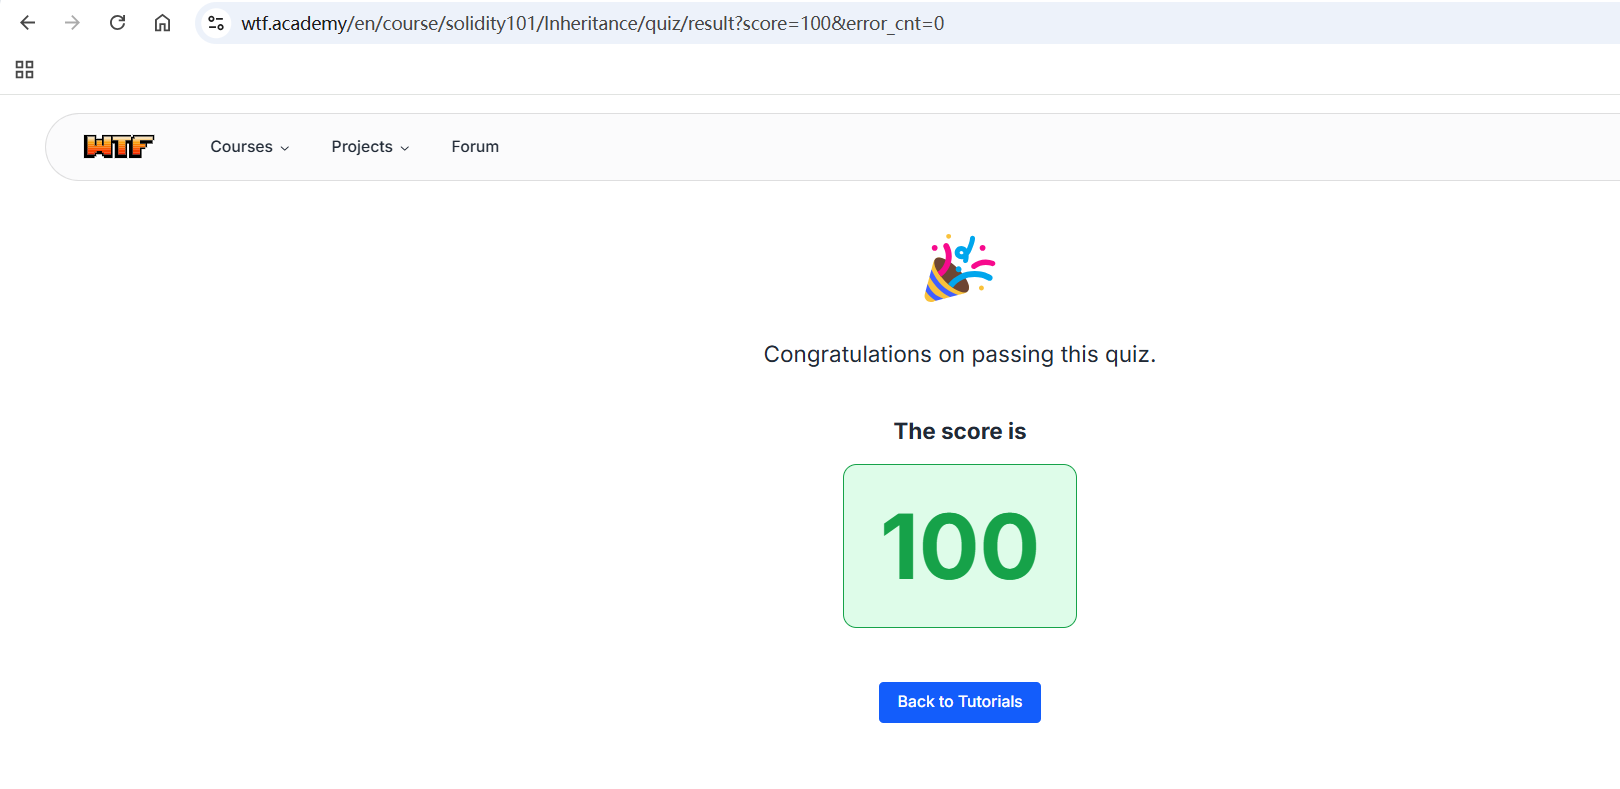 wtf.academy/en/course/solidity101/Inheritance/quiz/result?score=100&error_cnt=0
WTF Courses Projects Forum
Congratulations on passing this quiz.
The score is
100
Back to Tutorials